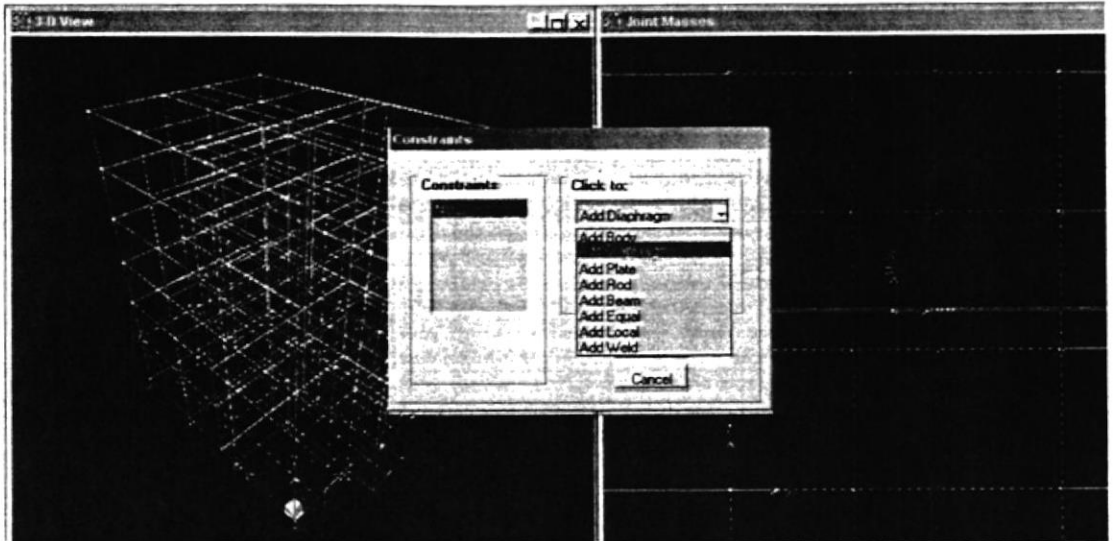 3-D View
Joint Masses
Constraints
Constraints:
Click to:
Add Diaphragm
Add Body
Add Plate
Add Rod
Add Beam
Add Equal
Add Local
Add Weld
Cancel